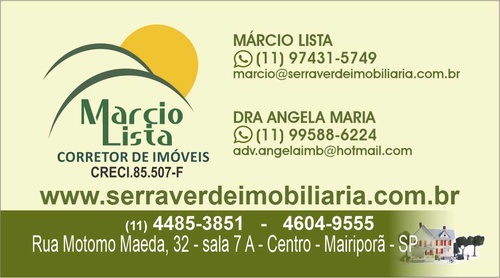 Marcio
Lista
CORRETOR DE IMÓVEIS
CRECI.85.507-F
MÁRCIO LISTA
(11) 97431-5749
marcio@serraverdeimobiliaria.com.br
DRA ANGELA MARIA
(11) 99588-6224
adv.angelaimb@hotmail.com
www.serraverdeimobiliaria.com.br
(11) 4485-3851 - 4604-9555
Rua Motomo Maeda, 32 - sala 7 A - Centro - Mairiporã - SP